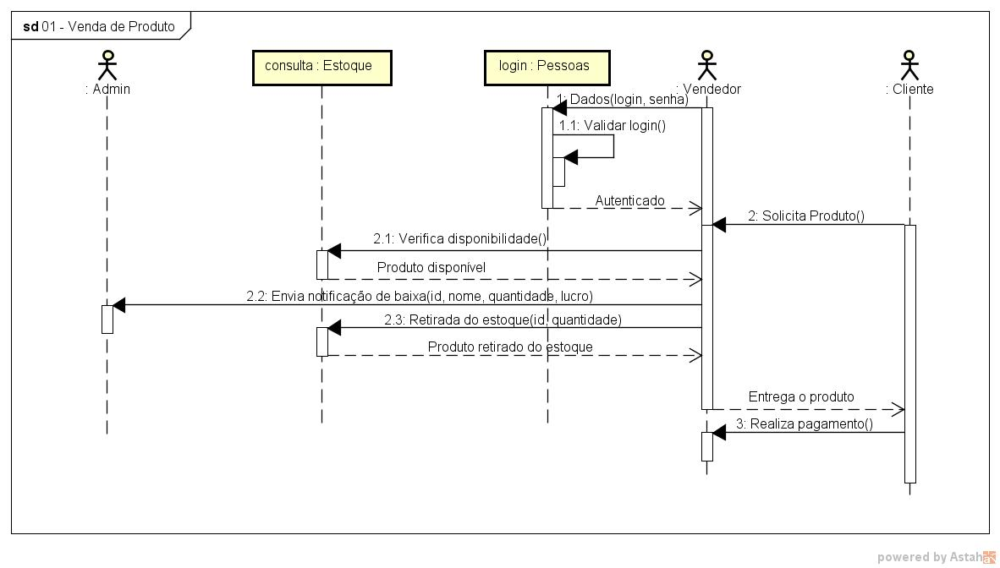 sd 01 - Venda de Produto
: Admin
consulta : Estoque
login : Pessoas
: Vendedor
: Cliente
1: Dados(login, senha)
1.1: Validar login()
Autenticado
2: Solicita Produto()
2.1: Verifica disponibilidade()
Produto disponível
2.2: Envia notificação de baixa(id, nome, quantidade, lucro)
2.3: Retirada do estoque(id, quantidade)
Produto retirado do estoque
Entrega o produto
3: Realiza pagamento()
powered by Astah